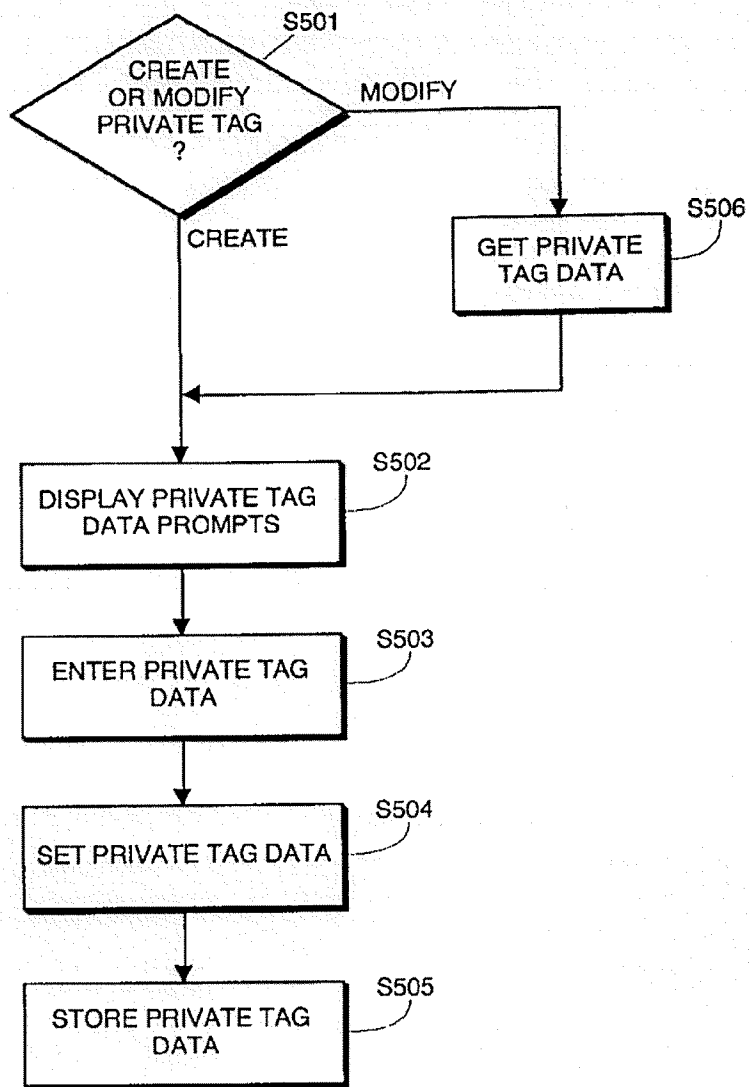 S501
CREATE
OR MODIFY
PRIVATE TAG
?
MODIFY
CREATE
S506
GET PRIVATE
TAG DATA
S502
DISPLAY PRIVATE TAG
DATA PROMPTS
S503
ENTER PRIVATE TAG
DATA
S504
SET PRIVATE TAG DATA
S505
STORE PRIVATE TAG
DATA